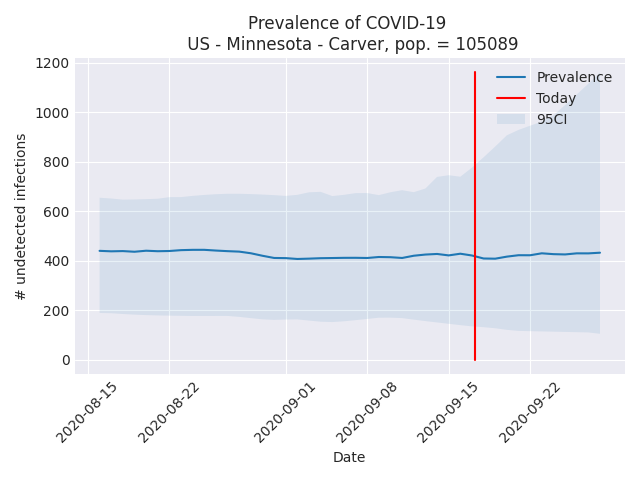 Prevalence of COVID-19
US - Minnesota - Carver, pop. = 105089
1200
1000
800
600
400
200
0
# undetected infections
Prevalence
Today
95CI
2020-08-15
2020-08-22
2020-09-01
2020-09-08
2020-09-15
2020-09-22
Date